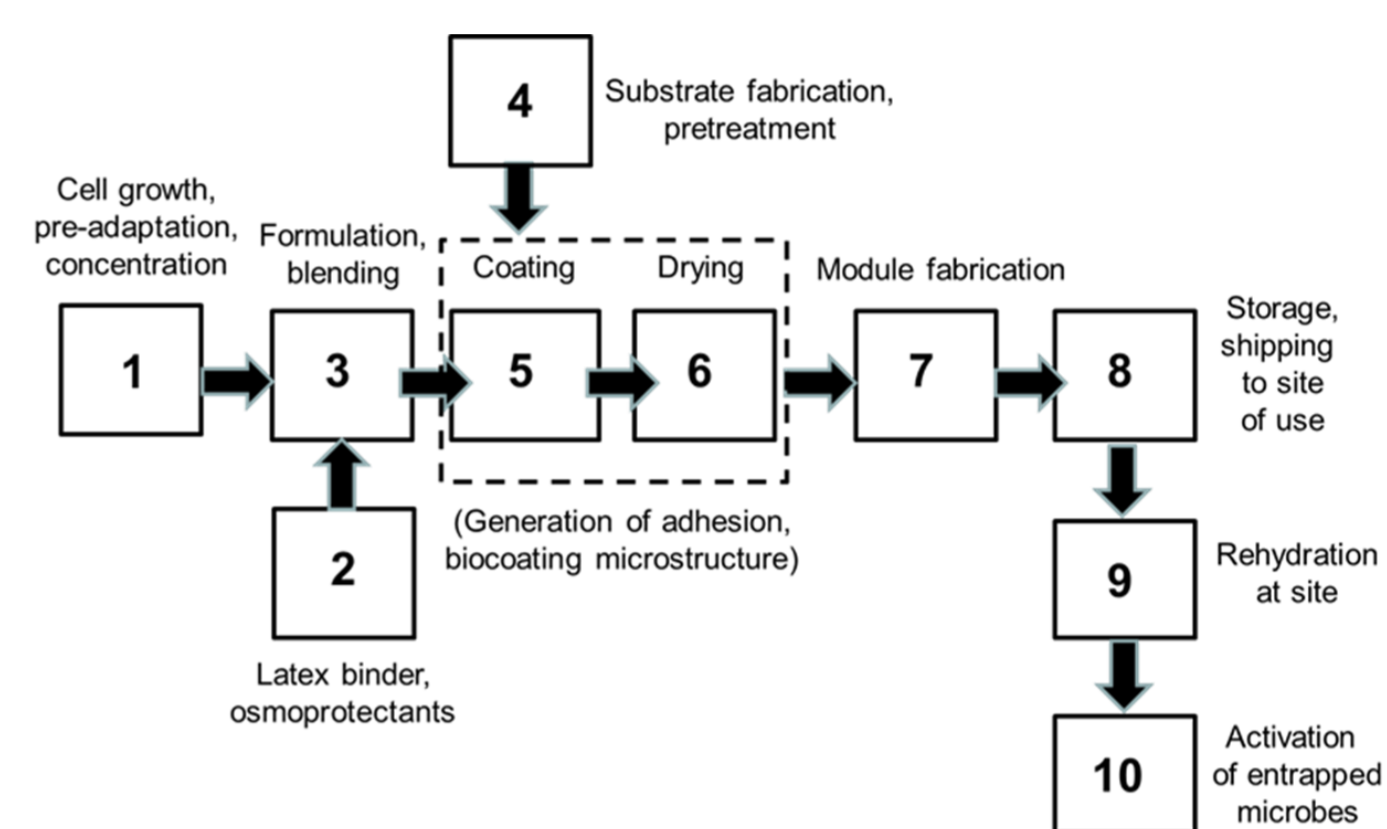 4
Substrate fabrication,
pretreatment
Cell growth,
pre-adaptation,
concentration
Formulation,
blending
Coating
Drying
Module fabrication
Storage,
shipping
to site
of use
1
3
5
6
7
8
(Generation of adhesion,
biocoating microstructure)
2
Latex binder,
osmoprotectants
9
Rehydration
at site
10
Activation
of entrapped
microbes